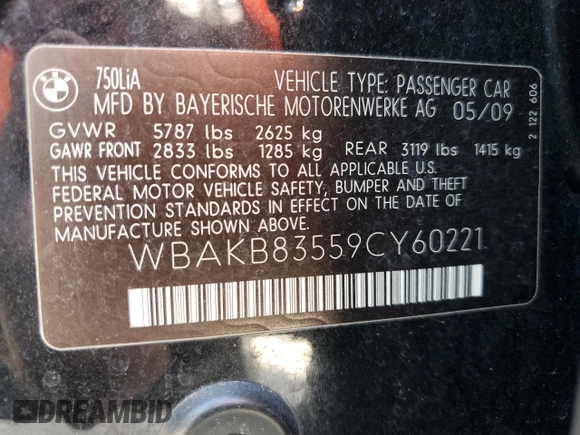 BMW
750LiA
VEHICLE TYPE: PASSENGER CAR
MFD BY BAYERISCHE MOTORENWERKE AG 05/09
GVWR 5787 lbs 2625 kg
GAWR FRONT 2833 lbs 1285 kg REAR 3119 lbs 1415 kg
THIS VEHICLE CONFORMS TO ALL APPLICABLE U.S.
FEDERAL MOTOR VEHICLE SAFETY, BUMPER AND THEFT
PREVENTION STANDARDS IN EFFECT ON THE DATE OF
MANUFACTURE SHOWN ABOVE.
WBAKB83559CY60221
2 122 606
DREAMBID